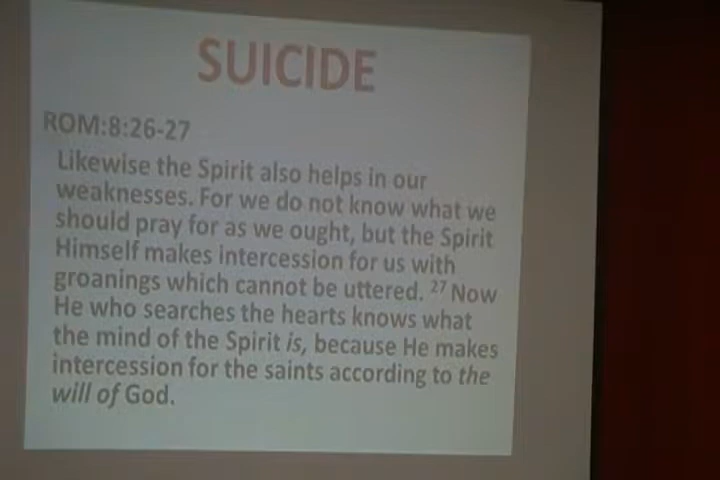 SUICIDE
ROM:8:26-27
Likewise the Spirit also helps in our
weaknesses. For we do not know what we
should pray for as we ought, but the Spirit
Himself makes intercession for us with
groanings which cannot be uttered. 27 Now
He who searches the hearts knows what
the mind of the Spirit is, because He makes
intercession for the saints according to the
will of God.